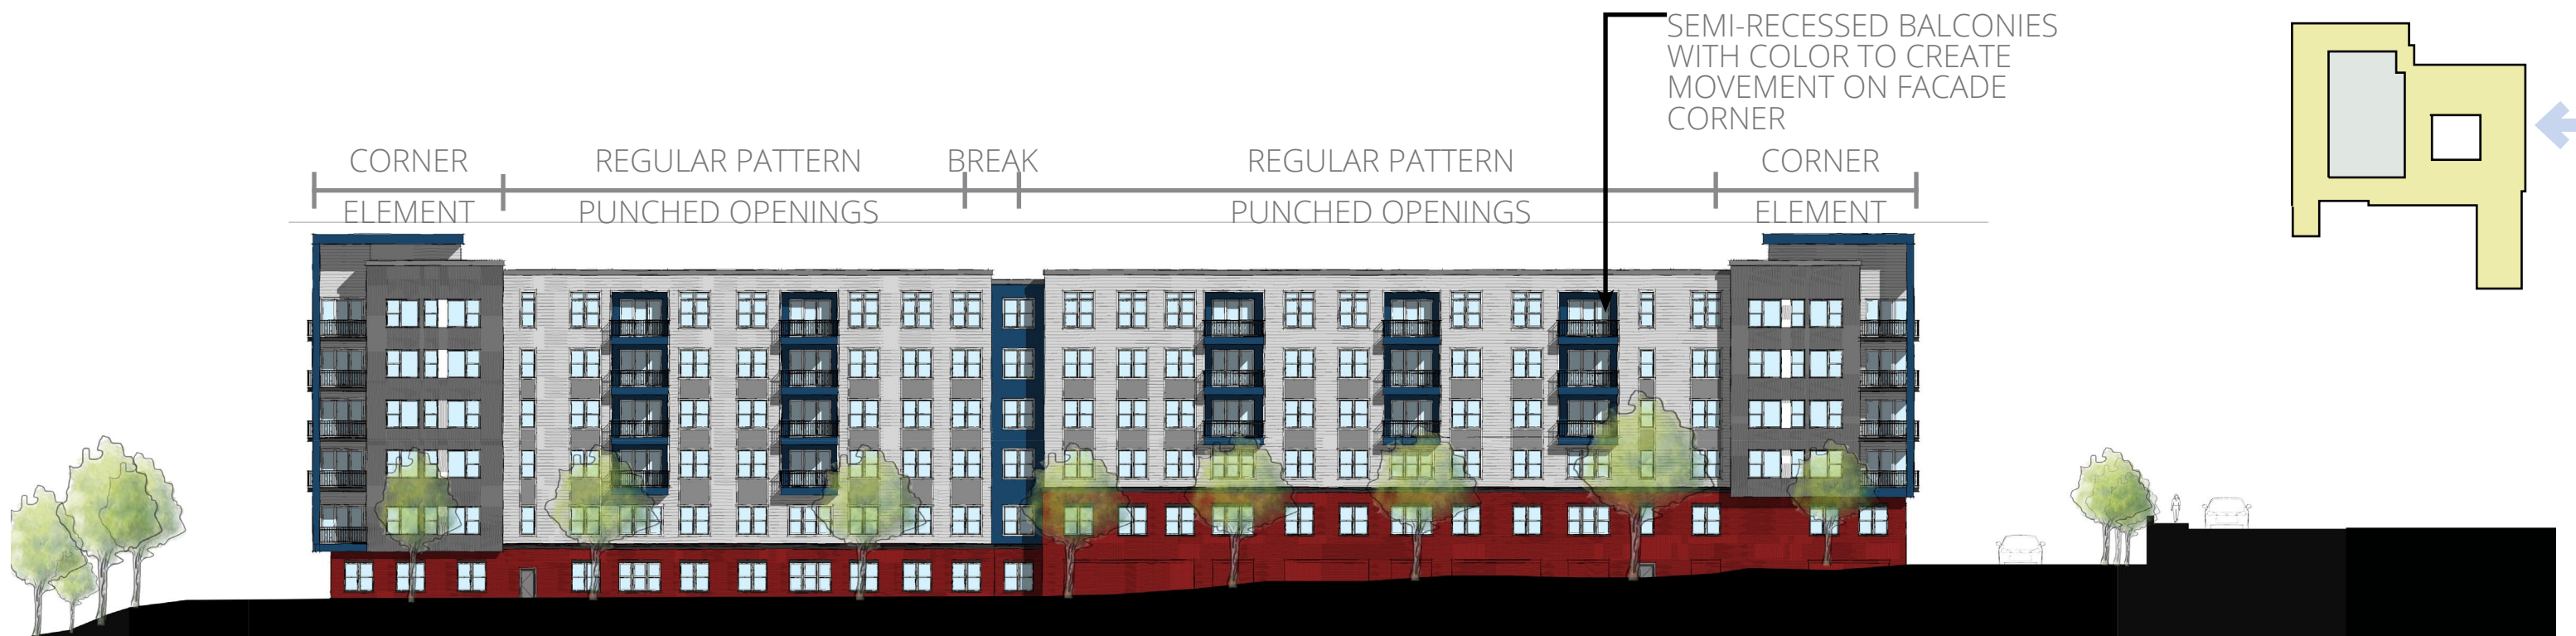 SEMI-RECESSED BALCONIES
WITH COLOR TO CREATE
MOVEMENT ON FACADE
CORNER
CORNER
ELEMENT
REGULAR PATTERN
PUNCHED OPENINGS
BREAK
REGULAR PATTERN
PUNCHED OPENINGS
CORNER
ELEMENT